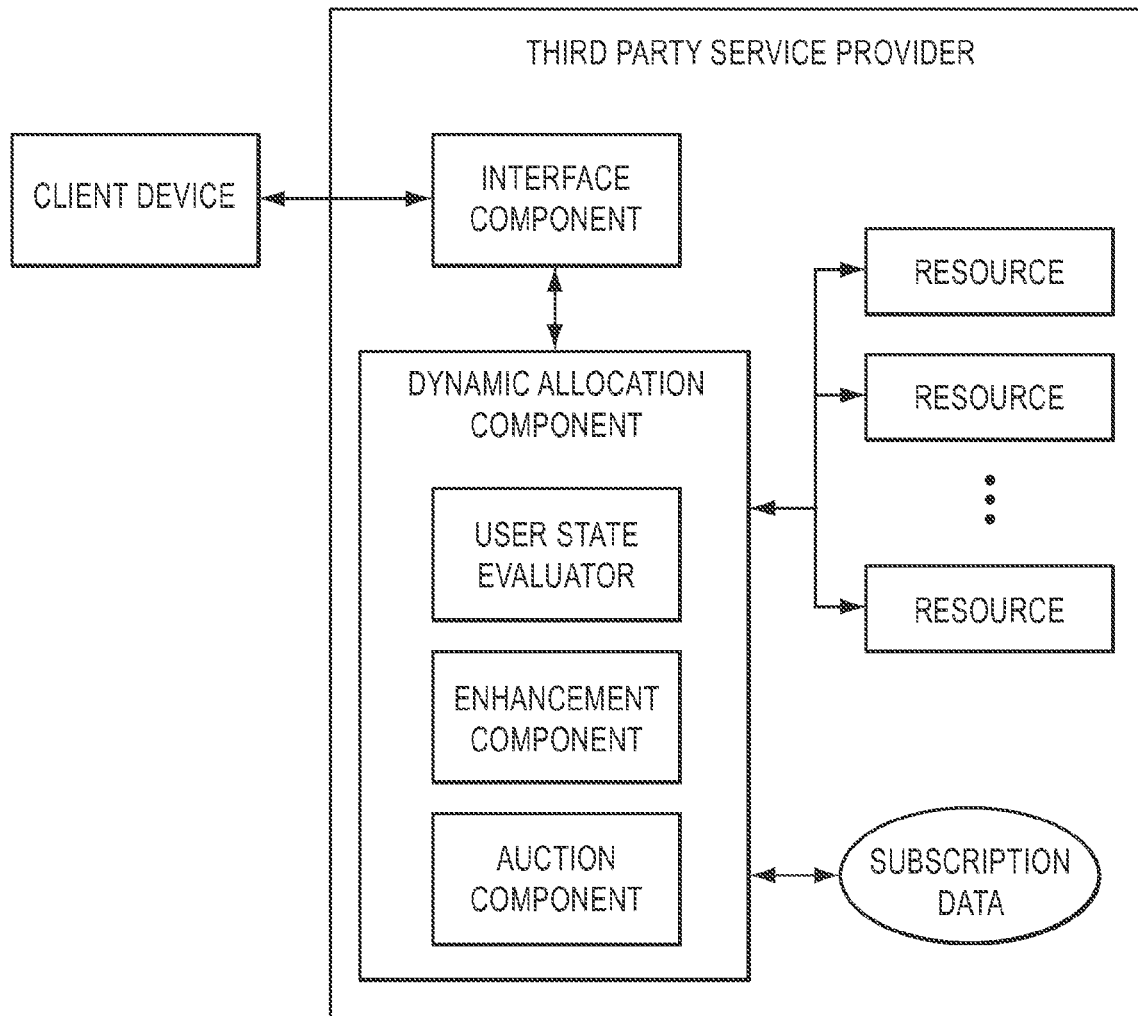 THIRD PARTY SERVICE PROVIDER
CLIENT DEVICE
INTERFACE
COMPONENT
RESOURCE
RESOURCE
RESOURCE
DYNAMIC ALLOCATION
COMPONENT
USER STATE
EVALUATOR
ENHANCEMENT
COMPONENT
AUCTION
COMPONENT
SUBSCRIPTION
DATA